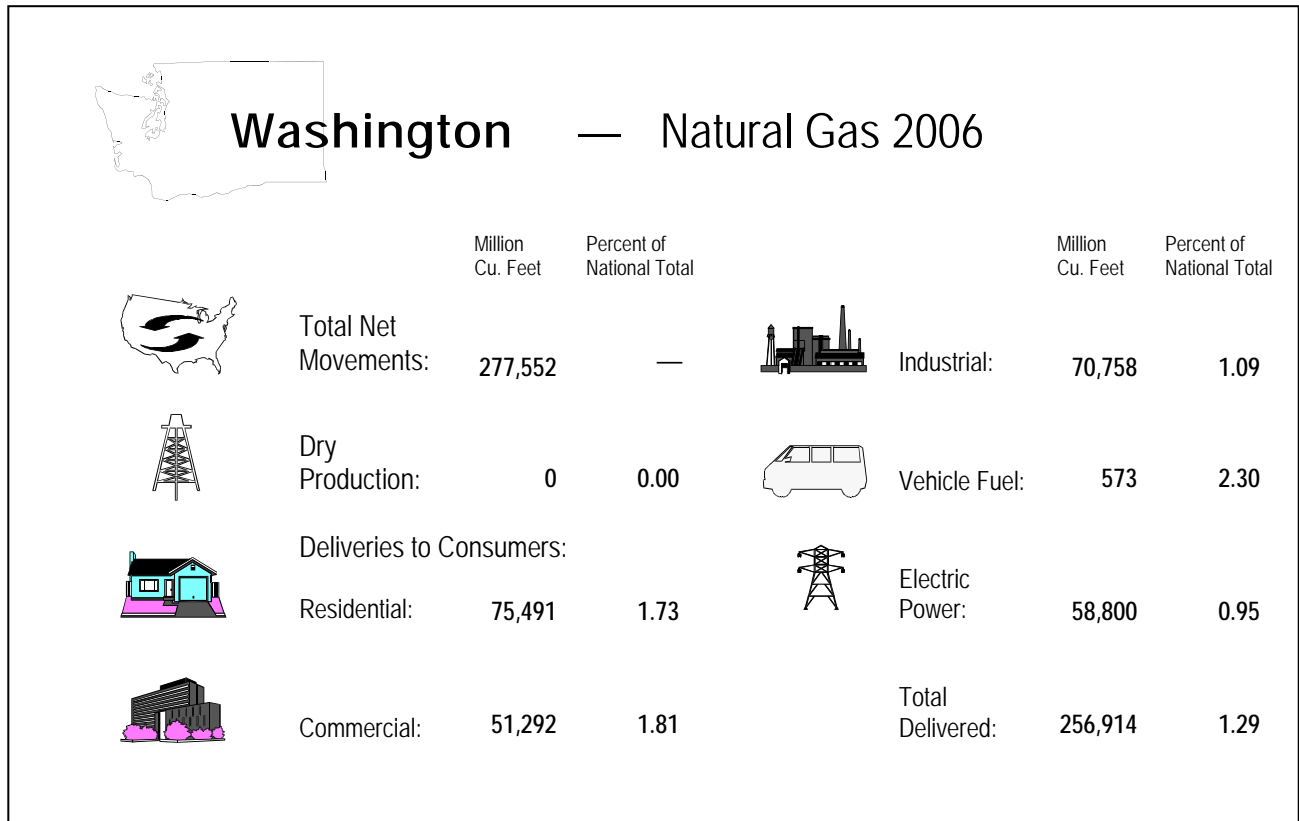 Washington — Natural Gas 2006
Million Cu. Feet
Percent of National Total
Million Cu. Feet
Percent of National Total
Total Net Movements: 277,552 —
Industrial: 70,758 1.09
Dry Production: 0 0.00
Vehicle Fuel: 573 2.30
Deliveries to Consumers:
Residential: 75,491 1.73
Electric Power: 58,800 0.95
Commercial: 51,292 1.81
Total Delivered: 256,914 1.29